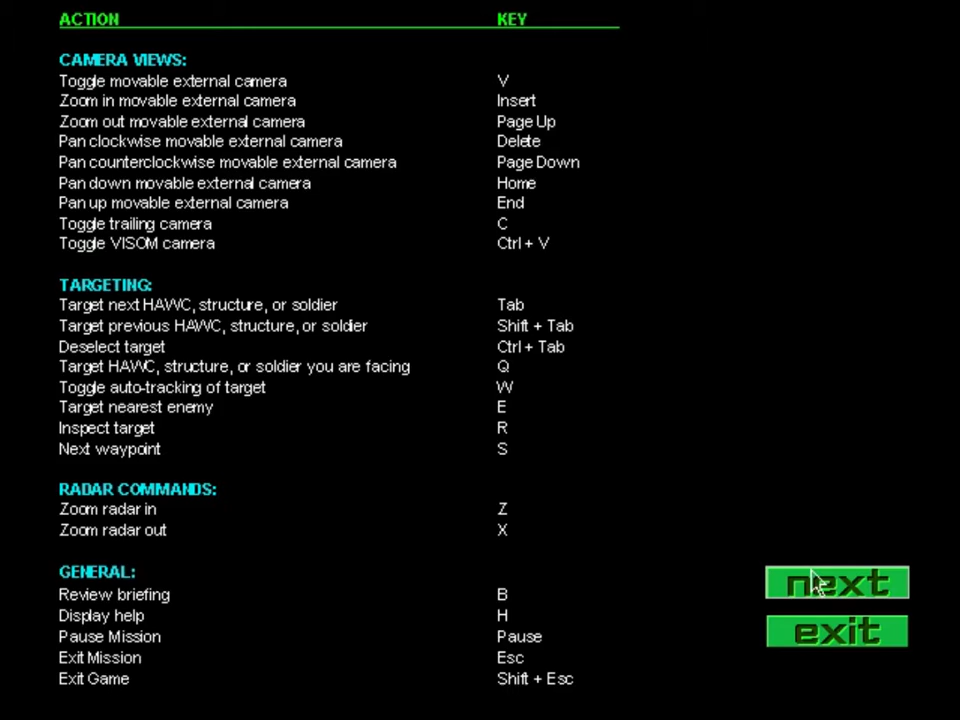 ACTION KEY
CAMERA VIEWS:
Toggle movable external camera V
Zoom in movable external camera Insert
Zoom out movable external camera Page Up
Pan clockwise movable external camera Delete
Pan counterclockwise movable external camera Page Down
Pan down movable external camera Home
Pan up movable external camera End
Toggle trailing camera C
Toggle VISOM camera Ctrl + V
TARGETING:
Target next HAWC, structure, or soldier Tab
Target previous HAWC, structure, or soldier Shift + Tab
Deselect target Ctrl + Tab
Target HAWC, structure, or soldier you are facing Q
Toggle auto-tracking of target W
Target nearest enemy E
Inspect target R
Next waypoint S
RADAR COMMANDS:
Zoom radar in Z
Zoom radar out X
GENERAL:
Review briefing B
Display help H
Pause Mission Pause
Exit Mission Esc
Exit Game Shift + Esc
next
exit